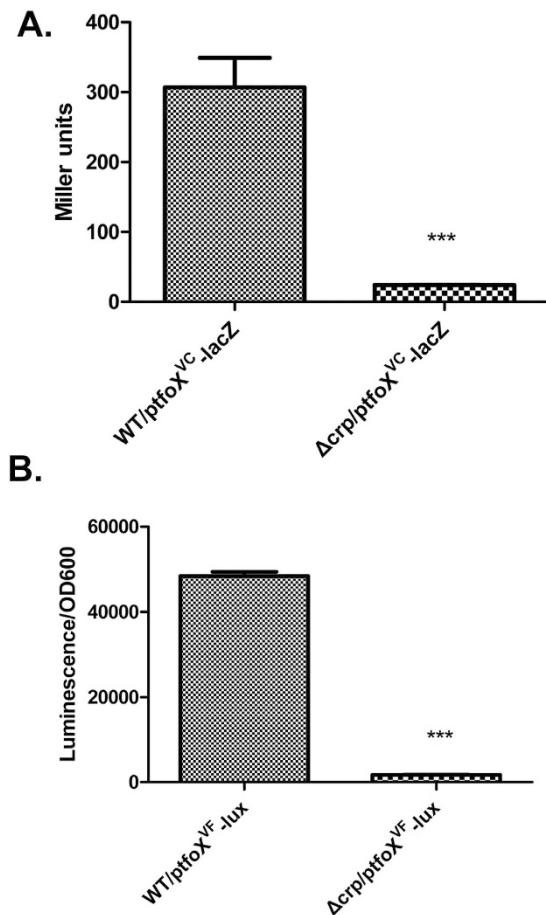 A.
Miller units
400
300
200
100
0
***
WT/ptfoX^VC-lacZ
Δcrp/ptfoX^VC-lacZ
B.
Luminescence/OD600
60000
40000
20000
0
***
WT/ptfoX^VF-lux
Δcrp/ptfoX^VF-lux